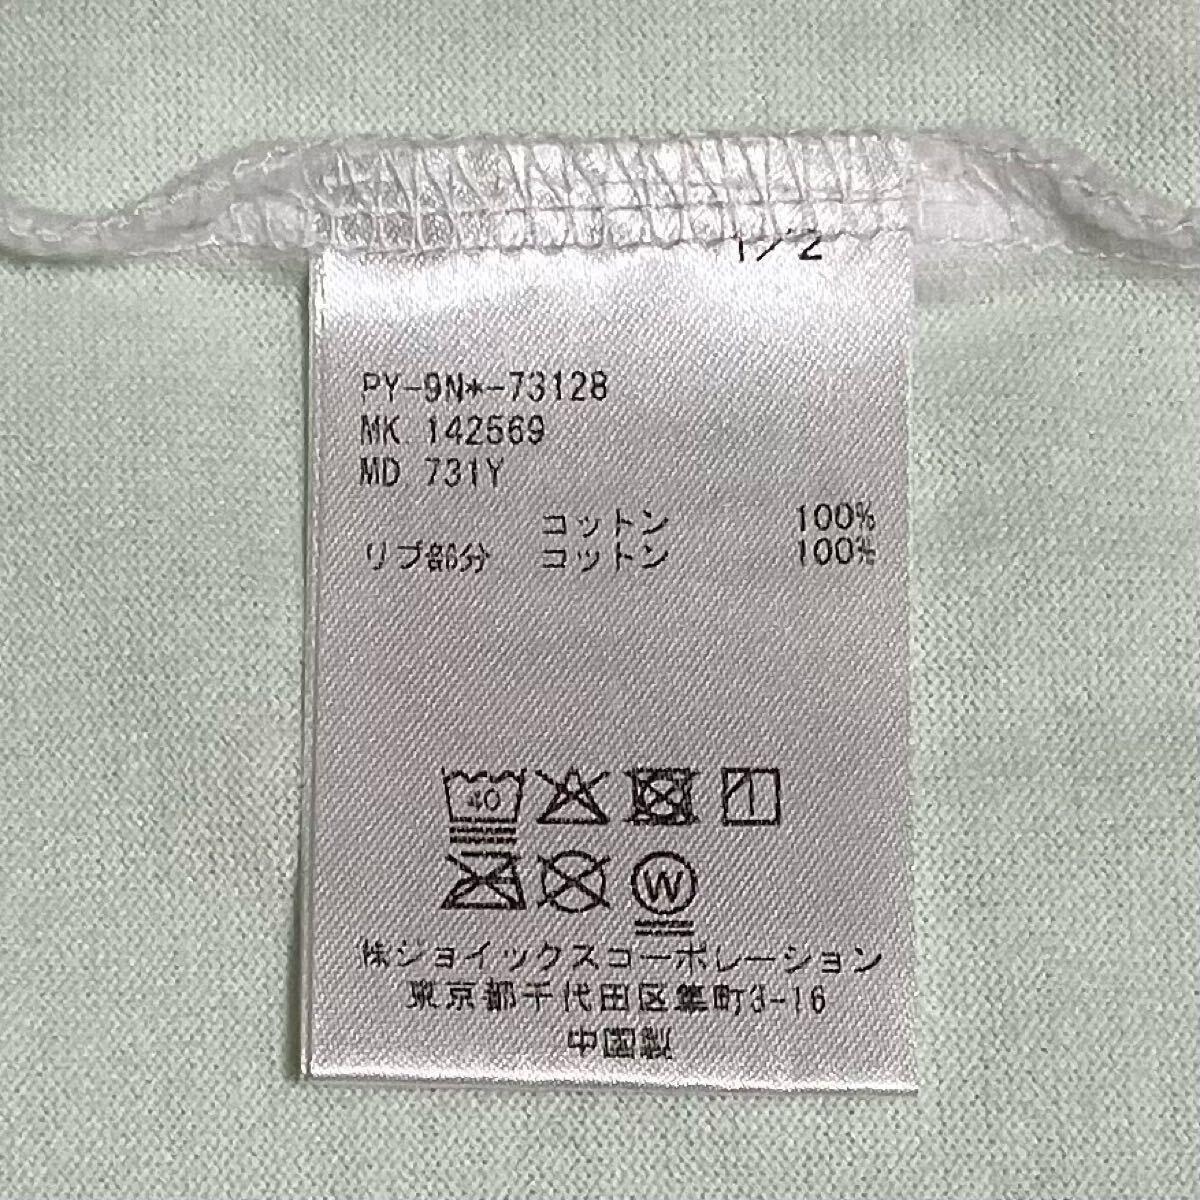 1/2
PY-9N*-73128
MK 142569
MD 731Y
コットン 100%
リブ部分 コットン 100%
40
W
㈱ジョイックスコーポレーション
東京都千代田区隼町3-16
中国製